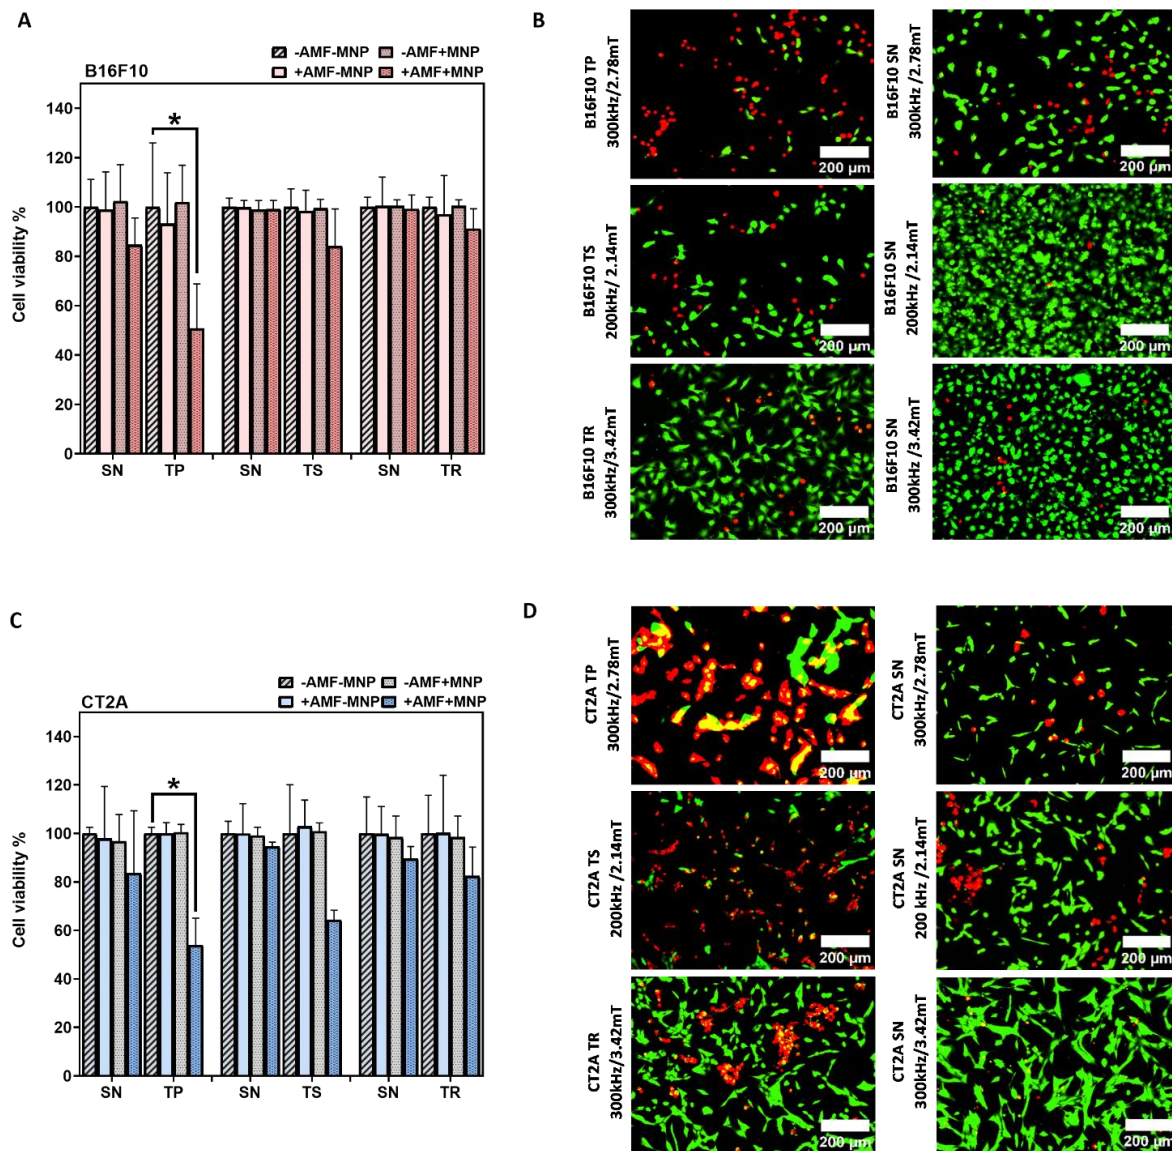 A
-AMF-MNP
-AMF+MNP
+AMF-MNP
+AMF+MNP
B16F10
Cell viability %
140
120
100
80
60
40
20
0
*
SN
TP
SN
TS
SN
TR
B
B16F10 TP
300kHz/2.78mT
200 µm
B16F10 SN
300kHz /2.78mT
200 µm
B16F10 TS
200kHz/ 2.14mT
200 µm
B16F10 SN
200kHz /2.14mT
200 µm
B16F10 TR
300kHz/3.42mT
200 µm
B16F10 SN
300kHz /3.42mT
200 µm
C
-AMF-MNP
-AMF+MNP
+AMF-MNP
+AMF+MNP
CT2A
Cell viability %
140
120
100
80
60
40
20
0
*
SN
TP
SN
TS
SN
TR
D
CT2A TP
300kHz/2.78mT
200 µm
CT2A SN
300kHz/2.78mT
200 µm
CT2A TS
200kHz /2.14mT
200 µm
CT2A SN
200 kHz /2.14mT
200 µm
CT2A TR
300kHz/3.42mT
200 µm
CT2A SN
300kHz/3.42mT
200 µm